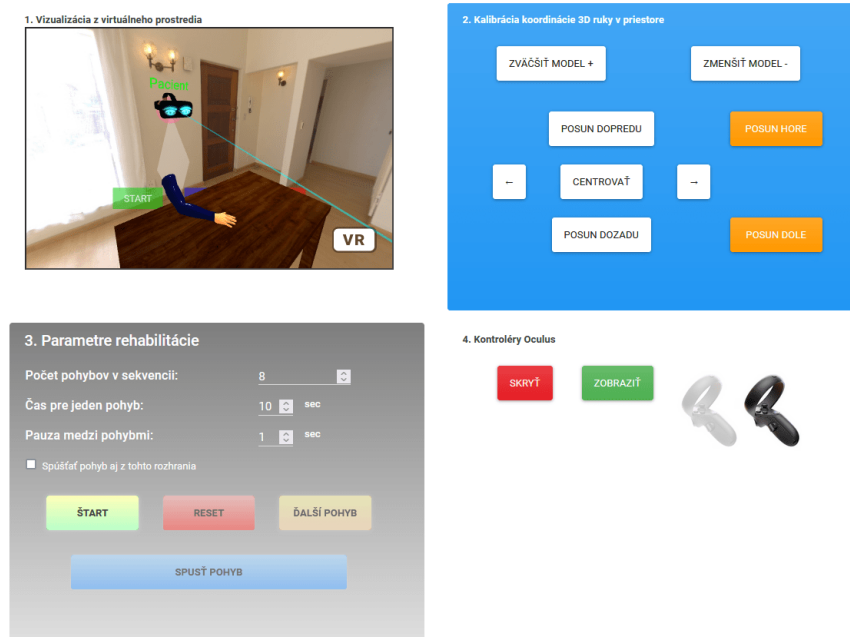 1. Vizualizácia z virtuálneho prostredia
Pacient
START
VR
2. Kalibrácia koordinácie 3D ruky v priestore
ZVÄČŠIŤ MODEL +
ZMENŠIŤ MODEL -
POSUN DOPREDU
POSUN HORE
←
CENTROVAŤ
→
POSUN DOZADU
POSUN DOLE
3. Parametre rehabilitácie
Počet pohybov v sekvencii: 8
Čas pre jeden pohyb: 10 sec
Pauza medzi pohybmi: 1 sec
Spúšťať pohyb aj z tohto rozhrania
ŠTART
RESET
ĎALŠÍ POHYB
SPUSŤ POHYB
4. Kontroléry Oculus
SKRYŤ
ZOBRAZIŤ